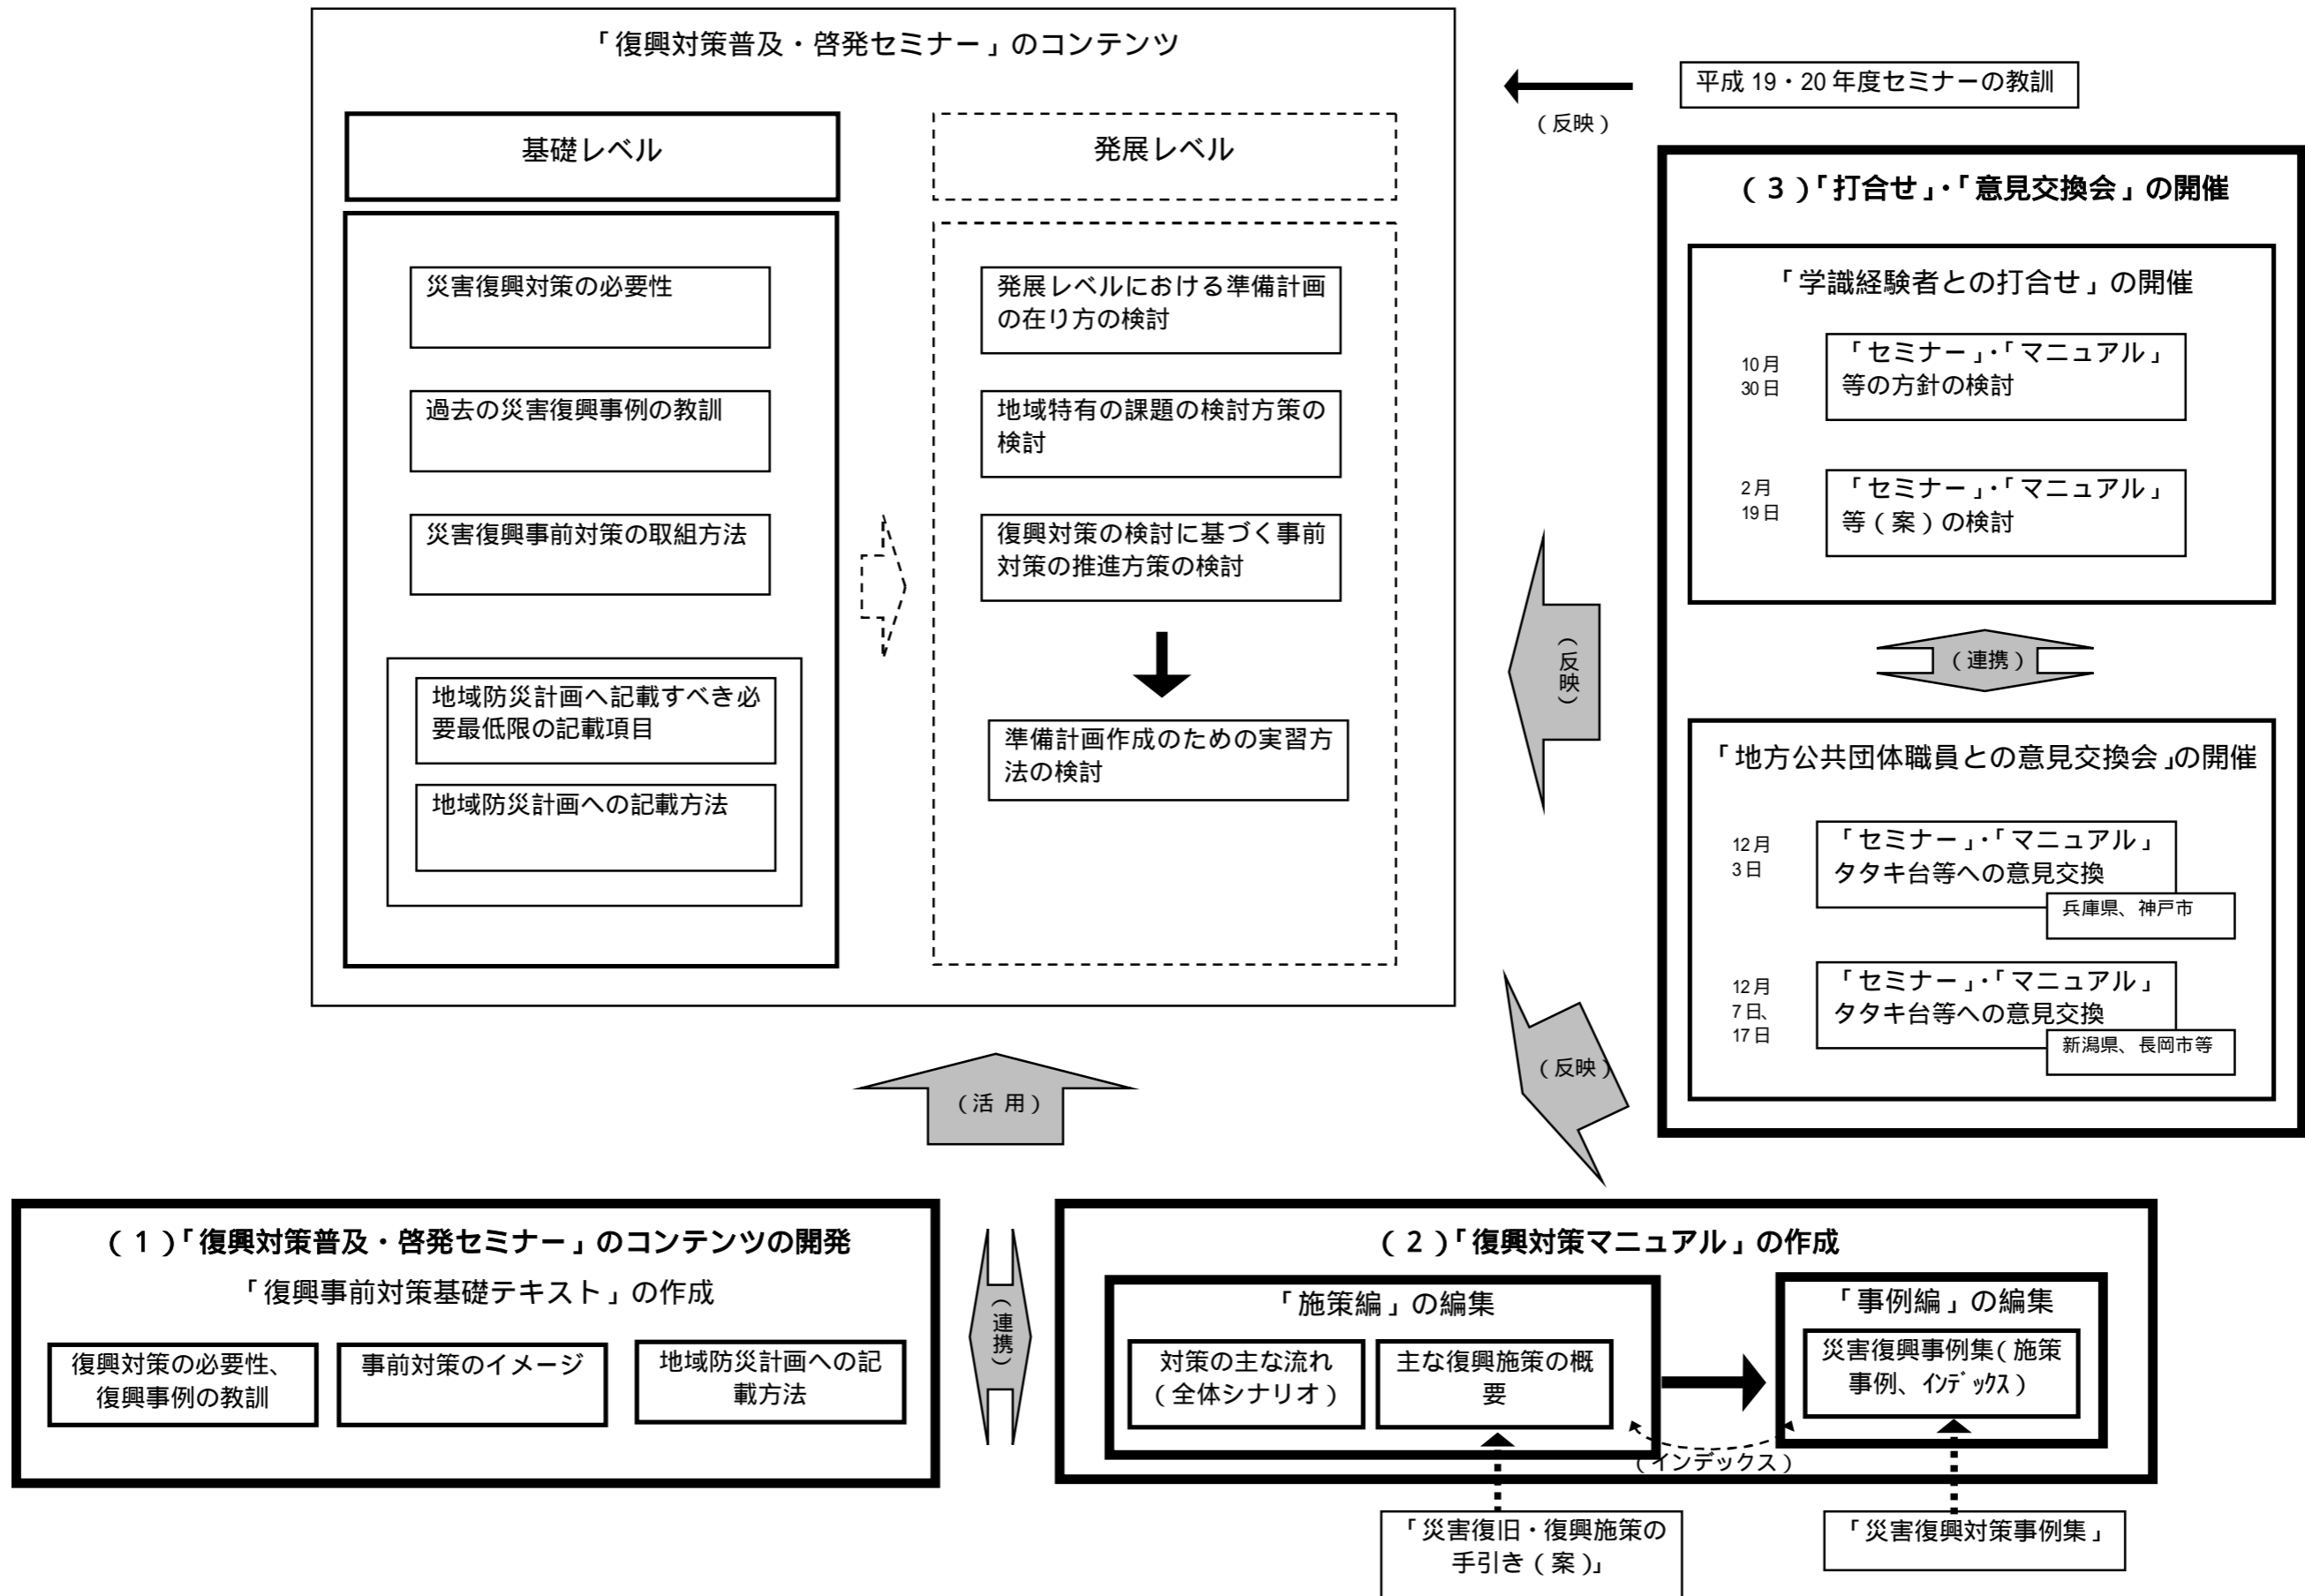 「復興対策普及・啓発セミナー」のコンテンツ
基礎レベル
災害復興対策の必要性
過去の災害復興事例の教訓
災害復興事前対策の取組方法
地域防災計画へ記載すべき必
要最低限の記載項目
地域防災計画への記載方法
発展レベル
発展レベルにおける準備計画
の在り方の検討
地域特有の課題の検討方策の
検討
復興対策の検討に基づく事前
対策の推進方策の検討
準備計画作成のための実習方
法の検討
平成19・20年度セミナーの教訓
（反映）
（3）「打合せ」・「意見交換会」の開催
「学識経験者との打合せ」の開催
10月
30日
「セミナー」・「マニュアル」
等の方針の検討
2月
19日
「セミナー」・「マニュアル」
等（案）の検討
（連携）
「地方公共団体職員との意見交換会」の開催
12月
3日
「セミナー」・「マニュアル」
タタキ台等への意見交換
兵庫県、神戸市
12月
7日、
17日
「セミナー」・「マニュアル」
タタキ台等への意見交換
新潟県、長岡市等
（反映）
（反映）
（活用）
（1）「復興対策普及・啓発セミナー」のコンテンツの開発
「復興事前対策基礎テキスト」の作成
復興対策の必要性、
復興事例の教訓
事前対策のイメージ
地域防災計画への記
載方法
（連携）
（2）「復興対策マニュアル」の作成
「施策編」の編集
対策の主な流れ
（全体シナリオ）
主な復興施策の概
要
「事例編」の編集
災害復興事例集（施策
事例、ｲﾝﾃﾞｯｸｽ）
（インデックス）
「災害復旧・復興施策の
手引き（案）」
「災害復興対策事例集」